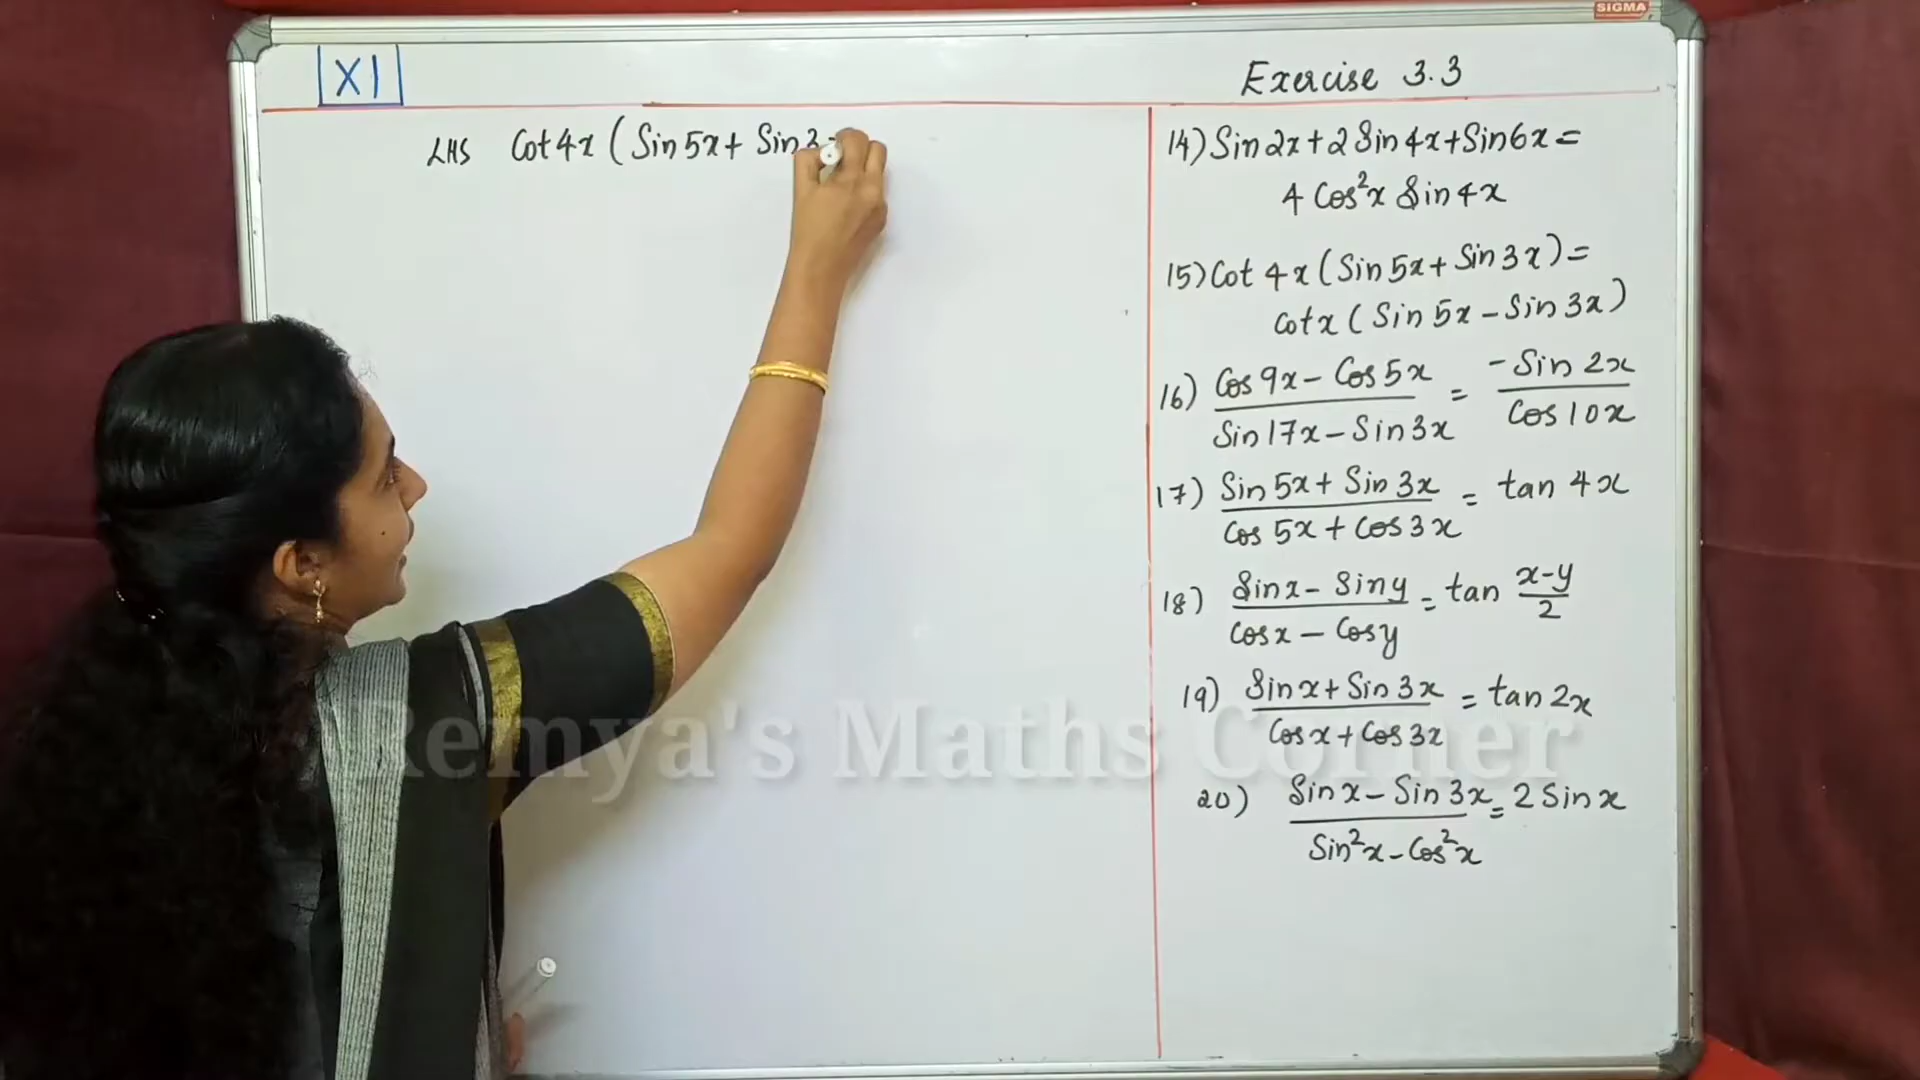 SIGMA
XI
Exercise 3.3
LHS Cot 4x ( Sin 5x + Sin 3
14) Sin 2x + 2 Sin 4x + Sin 6x =
4 Cos²x Sin 4x
15) Cot 4x ( Sin 5x + Sin 3x ) =
Cot x ( Sin 5x - Sin 3x )
16) Cos 9x - Cos 5x = - Sin 2x
Sin 17x - Sin 3x Cos 10x
17) Sin 5x + Sin 3x = tan 4x
Cos 5x + Cos 3x
18) Sin x - Sin y = tan x-y
Cos x - Cos y 2
19) Sin x + Sin 3x = tan 2x
Cos x + Cos 3x
Remya's Maths Corner
20) Sin x - Sin 3x = 2 Sin x
Sin²x - Cos²x